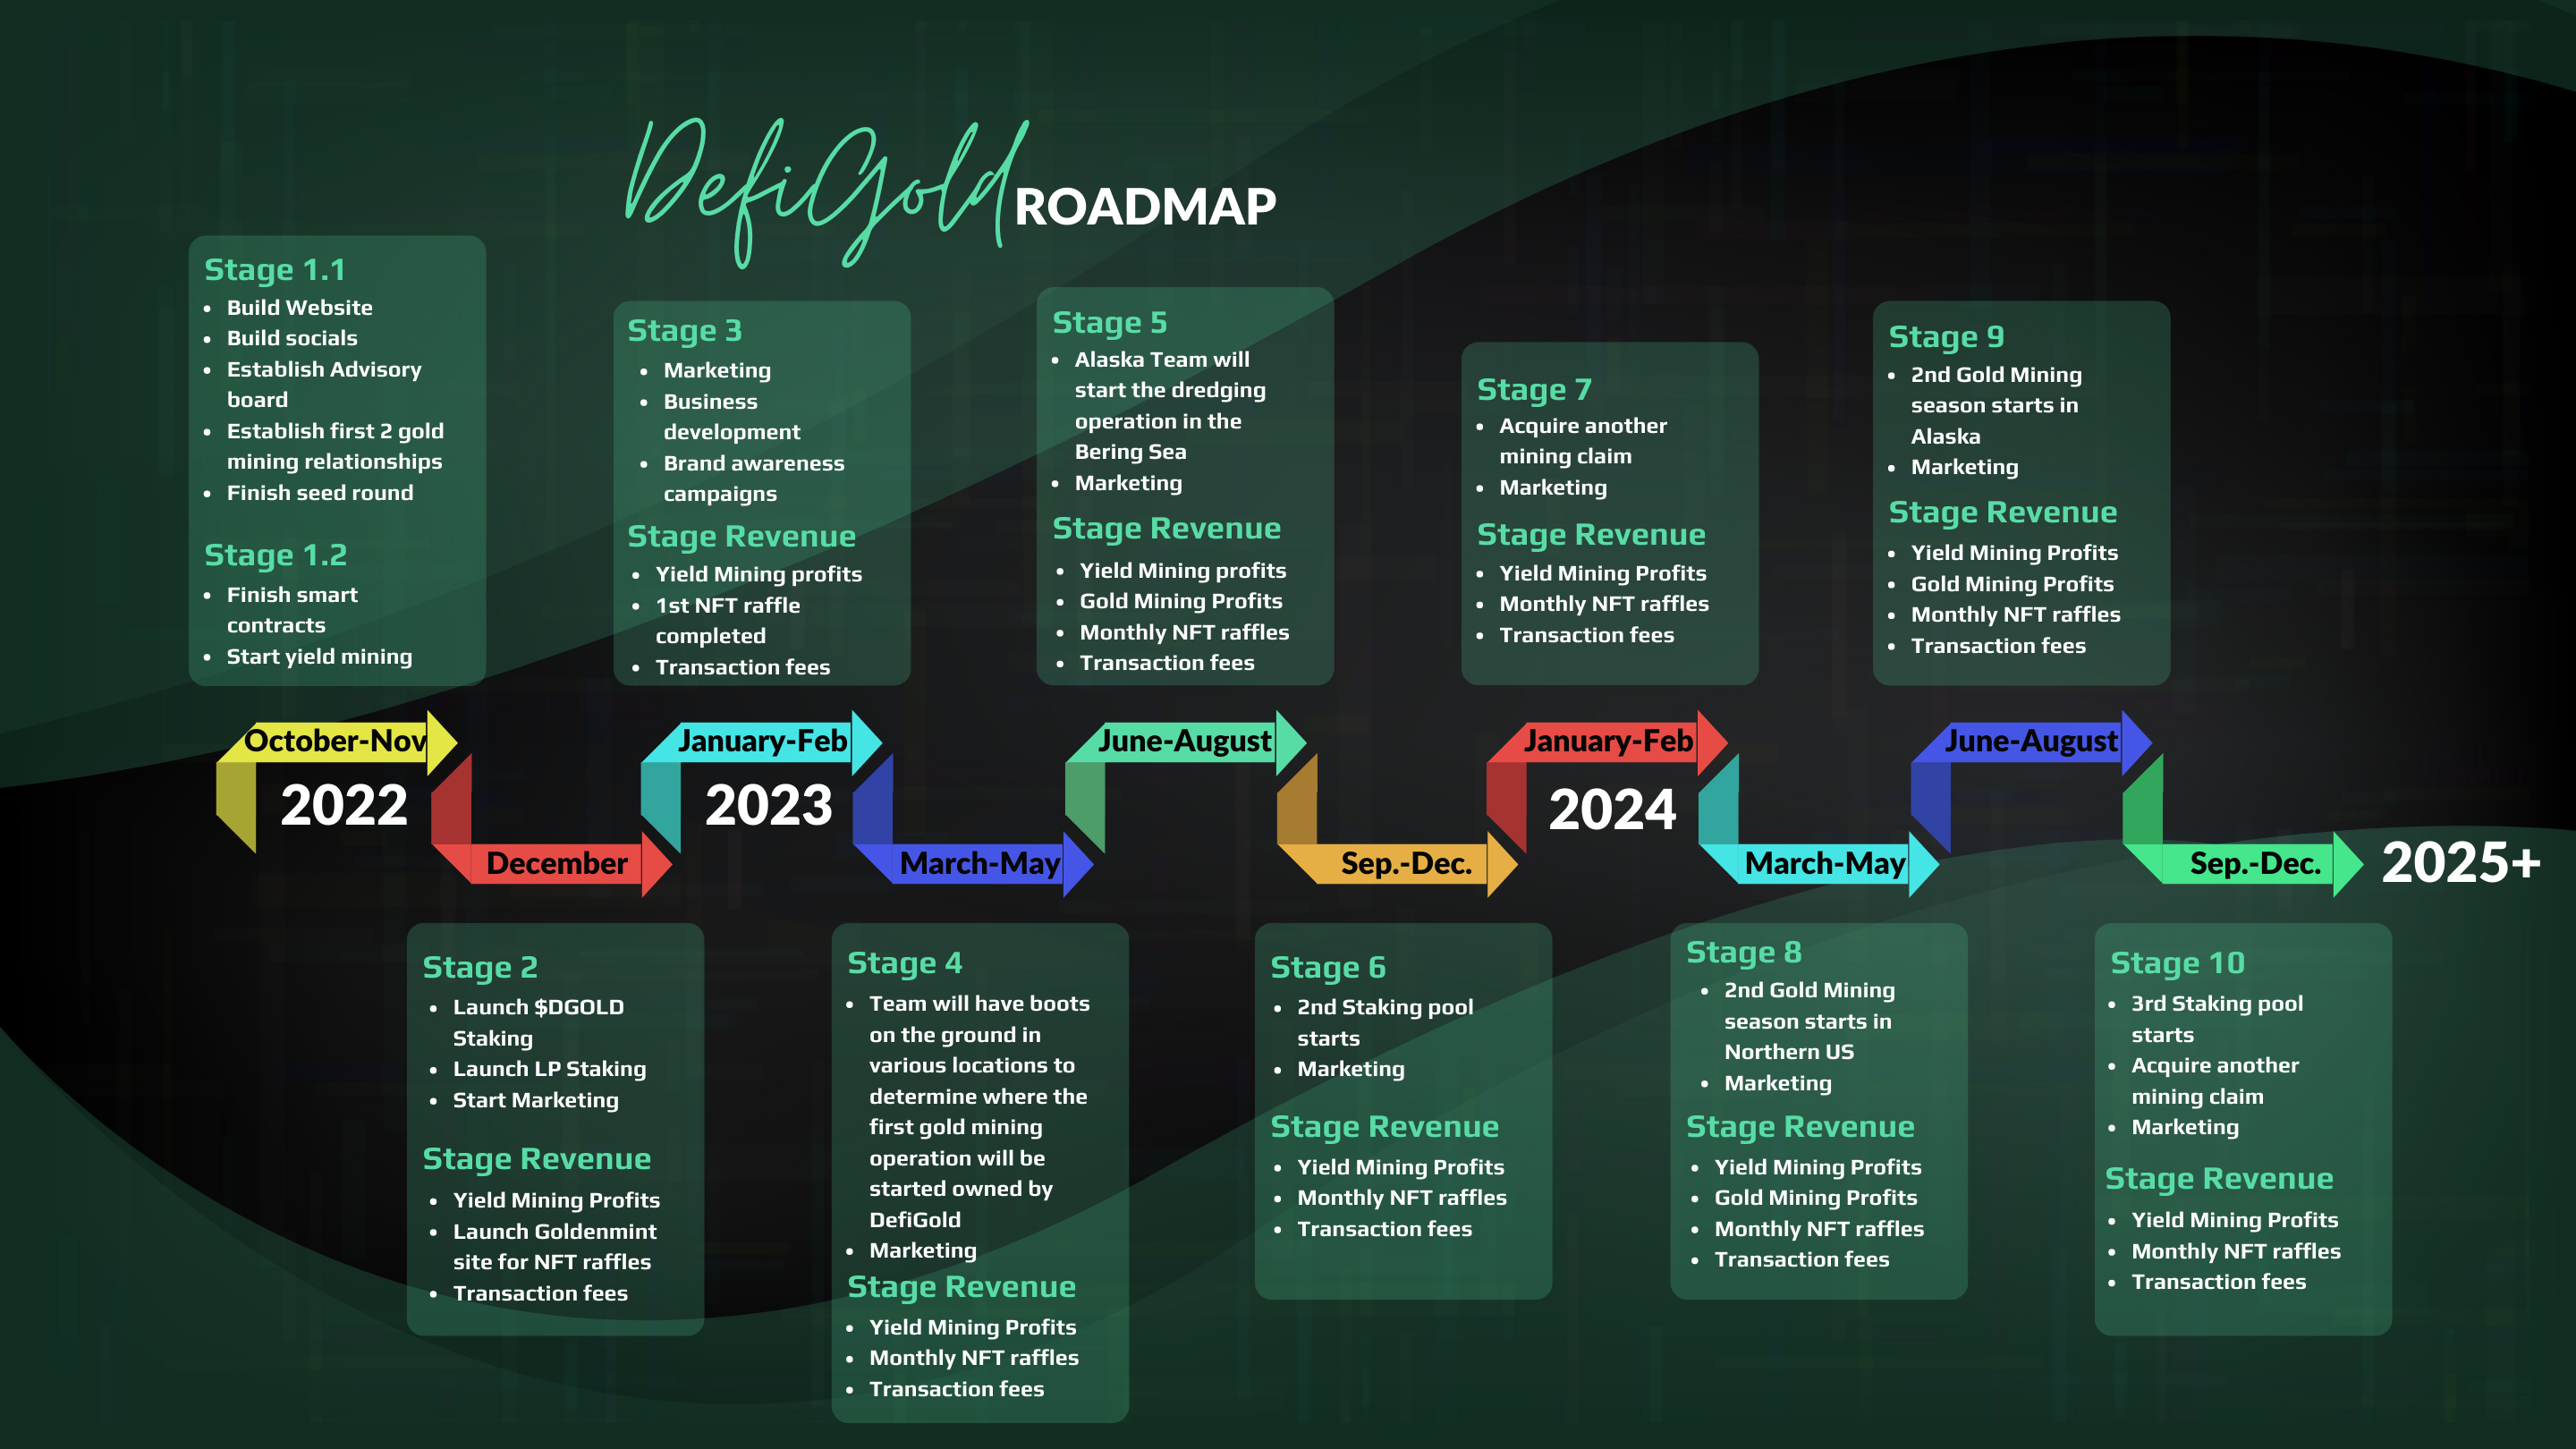 DefiGold ROADMAP
Stage 1.1
• Build Website
• Build socials
• Establish Advisory
board
• Establish first 2 gold
mining relationships
• Finish seed round
Stage 1.2
• Finish smart
contracts
• Start yield mining
Stage 3
• Marketing
• Business
development
• Brand awareness
campaigns
Stage Revenue
• Yield Mining profits
• 1st NFT raffle
completed
• Transaction fees
Stage 5
• Alaska Team will
start the dredging
operation in the
Bering Sea
• Marketing
Stage Revenue
• Yield Mining profits
• Gold Mining Profits
• Monthly NFT raffles
• Transaction fees
Stage 7
• Acquire another
mining claim
• Marketing
Stage Revenue
• Yield Mining Profits
• Monthly NFT raffles
• Transaction fees
Stage 9
• 2nd Gold Mining
season starts in
Alaska
• Marketing
Stage Revenue
• Yield Mining Profits
• Gold Mining Profits
• Monthly NFT raffles
• Transaction fees
October-Nov
2022
December
January-Feb
2023
March-May
June-August
Sep.-Dec.
January-Feb
2024
March-May
June-August
Sep.-Dec.
2025+
Stage 2
• Launch $DGOLD
Staking
• Launch LP Staking
• Start Marketing
Stage Revenue
• Yield Mining Profits
• Launch Goldenmint
site for NFT raffles
• Transaction fees
Stage 4
• Team will have boots
on the ground in
various locations to
determine where the
first gold mining
operation will be
started owned by
DefiGold
• Marketing
Stage Revenue
• Yield Mining Profits
• Monthly NFT raffles
• Transaction fees
Stage 6
• 2nd Staking pool
starts
• Marketing
Stage Revenue
• Yield Mining Profits
• Monthly NFT raffles
• Transaction fees
Stage 8
• 2nd Gold Mining
season starts in
Northern US
• Marketing
Stage Revenue
• Yield Mining Profits
• Gold Mining Profits
• Monthly NFT raffles
• Transaction fees
Stage 10
• 3rd Staking pool
starts
• Acquire another
mining claim
• Marketing
Stage Revenue
• Yield Mining Profits
• Monthly NFT raffles
• Transaction fees